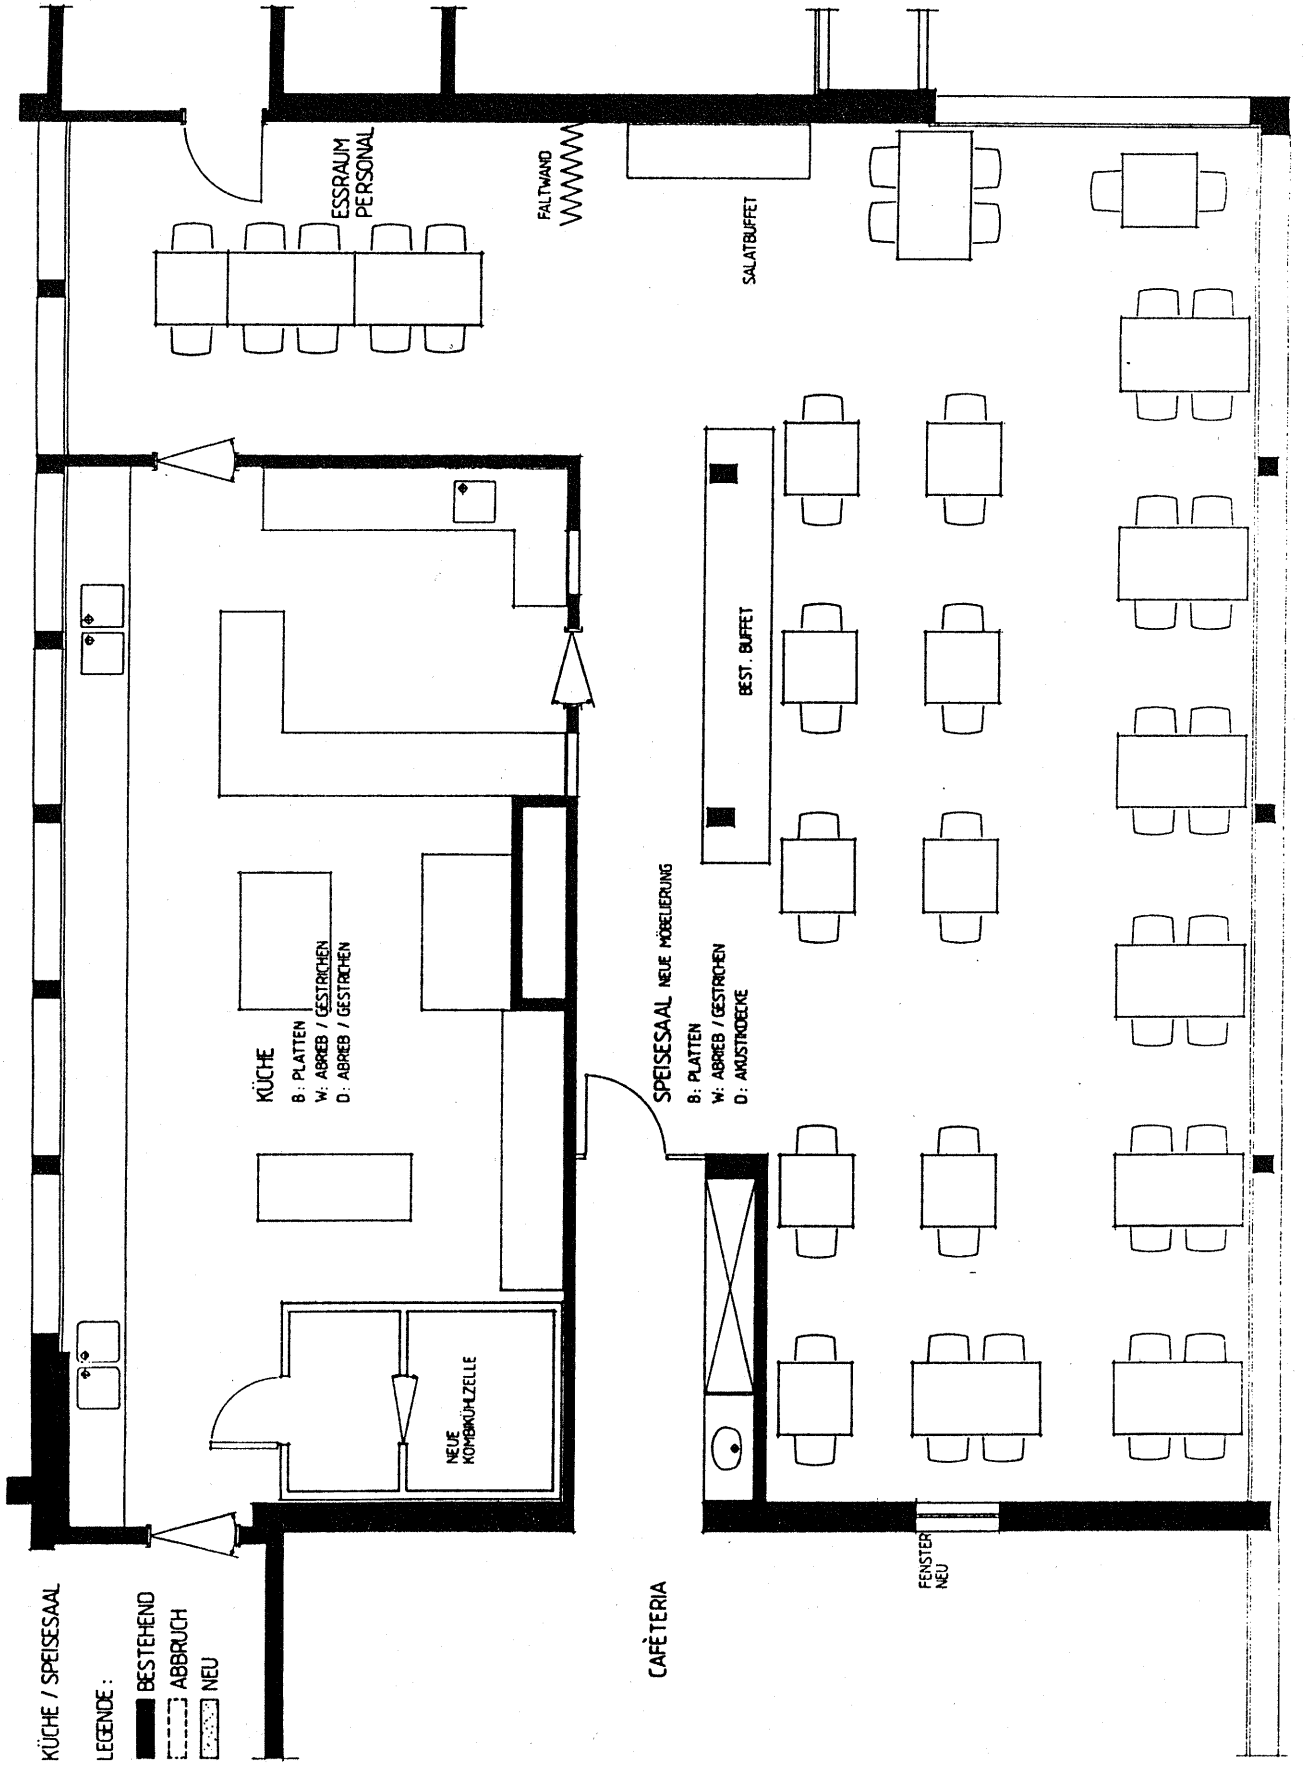 KÜCHE / SPEISESAAL
LEGENDE :
BESTEHEND
ABBRUCH
NEU
KÜCHE
B : PLATTEN
W : ABRIEB / GESTRICHEN
D : ABRIEB / GESTRICHEN
NEUE
KOMBIKÜHLZELLE
ESSRAUM
PERSONAL
FALTWAND
SALATBUFFET
BEST. BUFFET
SPEISESAAL NEUE MÖBELIERUNG
B : PLATTEN
W : ABRIEB / GESTRICHEN
D : AKUSTIKDECKE
CAFÈTERIA
FENSTER
NEU